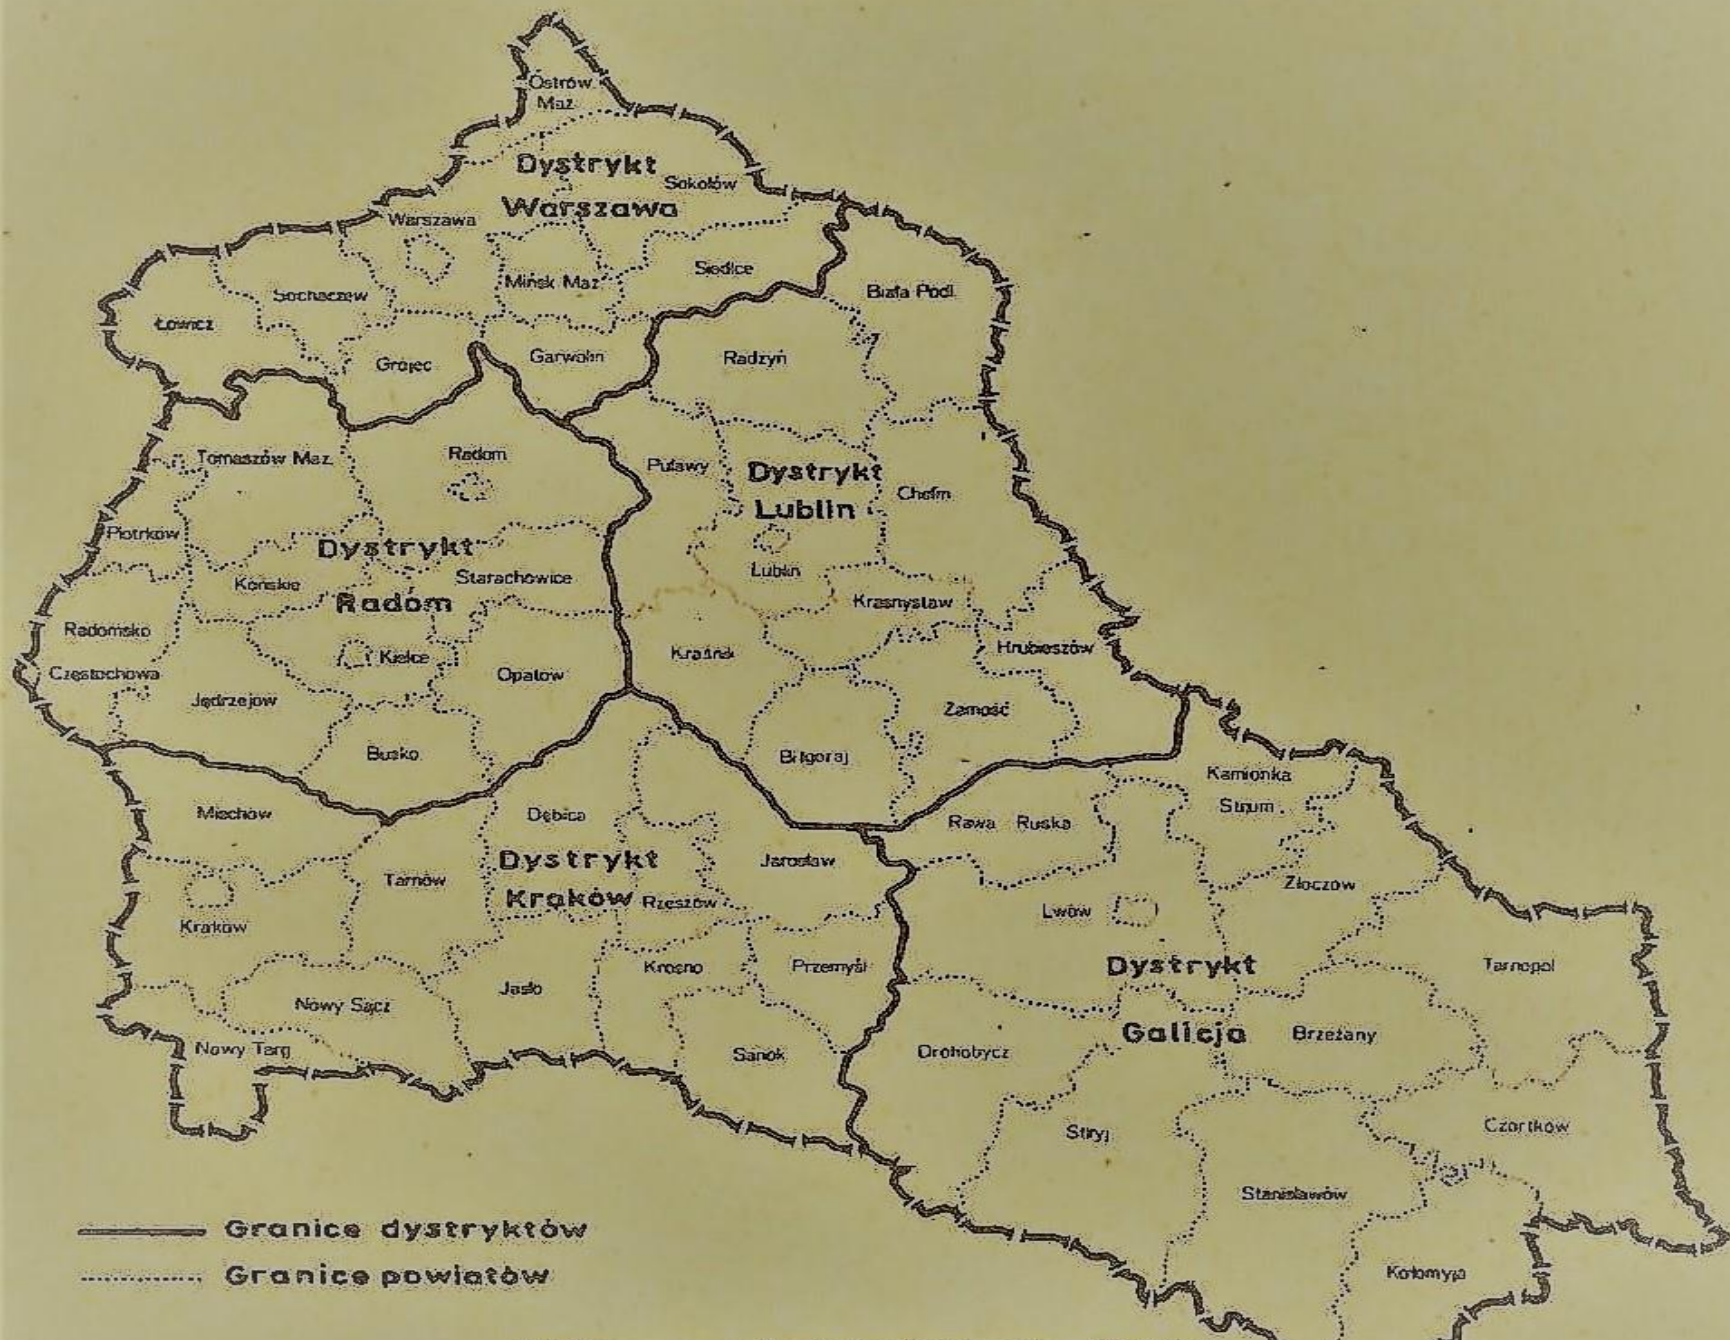 Ostrów
Maz
Dystrykt
Warszawa
Sokołów
Warszawa
Siedlce
Mińsk Maz
Sochaczew
Łowicz
Grójec
Garwolin
Biała Podl.
Radzyń
Tomaszów Maz.
Radom
Puławy
Dystrykt
Lublin
Chełm
Piotrków
Dystrykt
Radom
Końskie
Starachowice
Lublin
Krasnystaw
Radomsko
Kielce
Kraśnik
Hrubieszów
Częstochowa
Jędrzejow
Opatow
Zamość
Busko
Biłgoraj
Miechów
Dębica
Kamionka
Strum.
Rawa Ruska
Dystrykt
Kraków
Tarnów
Jarosław
Złoczów
Rzeszów
Lwów
Kraków
Krosno
Przemyśl
Dystrykt
Galicja
Tarnopol
Nowy Sącz
Jasło
Brzeżany
Nowy Targ
Sanok
Drohobycz
Stryj
Czortków
Stanisławów
Kołomyja
Granice dystryktów
Granice powiatów